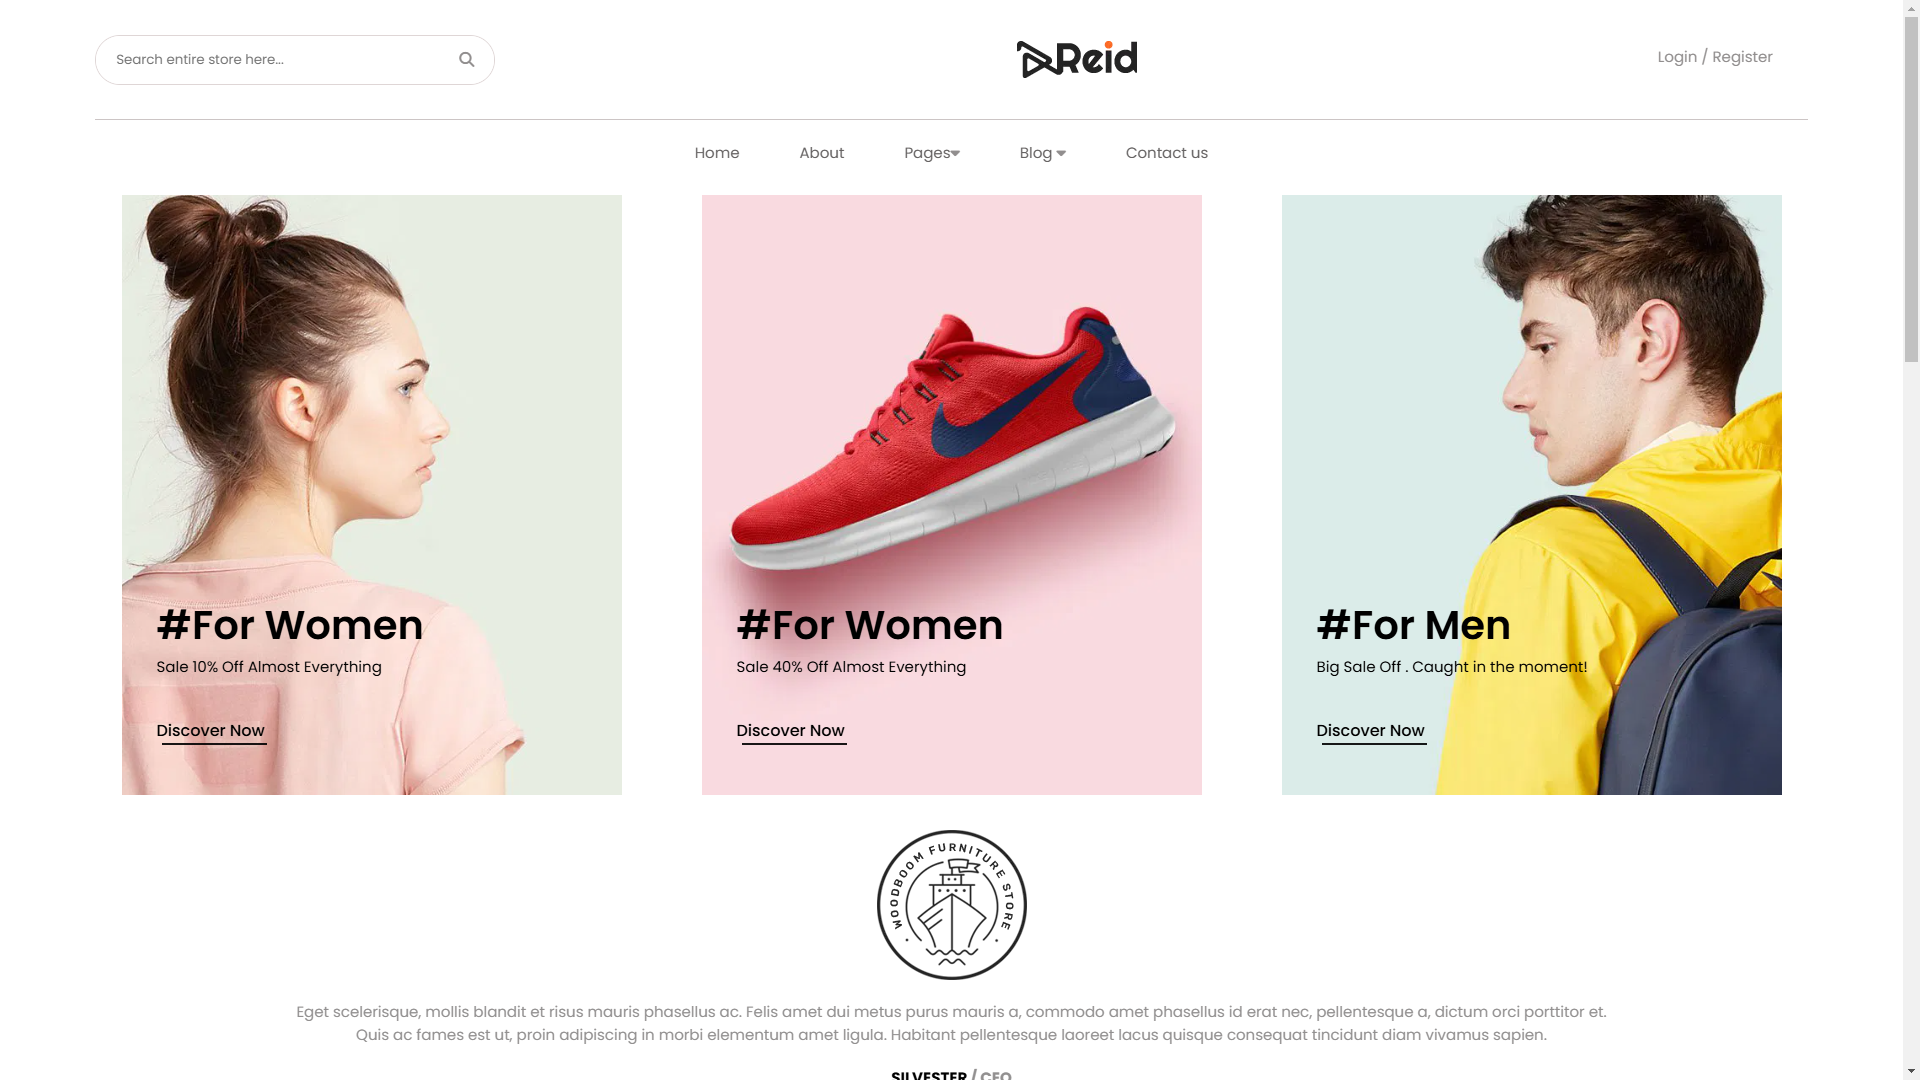 Search entire store here...
Reid
Login / Register
Home
About
Pages
Blog
Contact us
#For Women
Sale 10% Off Almost Everything
Discover Now
#For Women
Sale 40% Off Almost Everything
Discover Now
#For Men
Big Sale Off . Caught in the moment!
Discover Now
WOODBOOM FURNITURE STORE
Eget scelerisque, mollis blandit et risus mauris phasellus ac. Felis amet dui metus purus mauris a, commodo amet phasellus id erat nec, pellentesque a, dictum orci porttitor et.
Quis ac fames est ut, proin adipiscing in morbi elementum amet ligula. Habitant pellentesque laoreet lacus quisque consequat tincidunt diam vivamus sapien.
SILVESTER / CEO